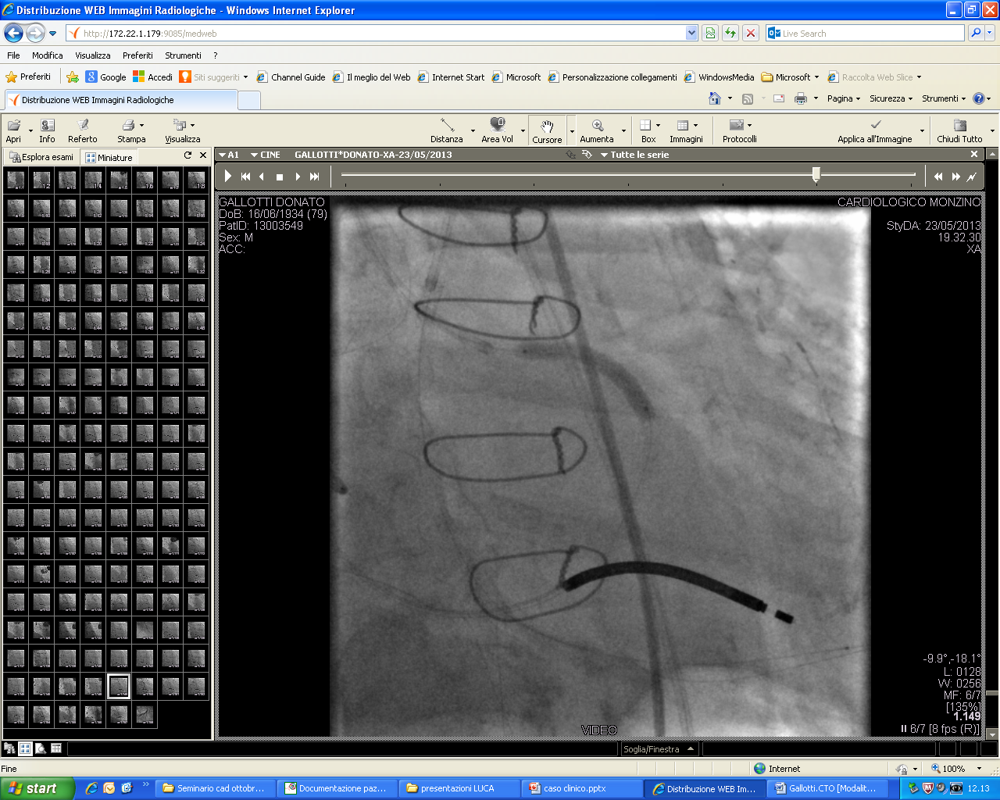 Distribuzione WEB Immagini Radiologiche - Windows Internet Explorer
http://172.22.1.179:9085/medweb
Live Search
File Modifica Visualizza Preferiti Strumenti ?
Preferiti Google Accedi Siti suggeriti Channel Guide Il meglio del Web Internet Start Microsoft Personalizzazione collegamenti WindowsMedia Microsoft Raccolta Web Slice
Distribuzione WEB Immagini Radiologiche
Pagina Sicurezza Strumenti
Apri Info Referto Stampa Visualizza Distanza Area Vol Cursore Aumenta Box Immagini Protocolli Applica all'Immagine Chiudi Tutto
Esplora esami Miniature
A1 CINE GALLOTTI*DONATO-XA-23/05/2013 Tutte le serie
GALLOTTI DONATO
DoB: 16/06/1934 (79)
PatID: 13003549
Sex: M
ACC:
CARDIOLOGICO MONZINO
StyDA: 23/05/2013
19.32.30
XA
-9.9°,-18.1°
L: 0128
W: 0256
MF: 6/7
[135%]
1.149
VIDEO
6/7 [8 fps (R)]
Soglia/Finestra
Fine
Internet
100%
start
Seminario cad ottobr...
Documentazione paz...
presentazioni LUCA
caso clinico.pptx
Distribuzione WEB Im...
Gallotti.CTO [Modalit...
12.13